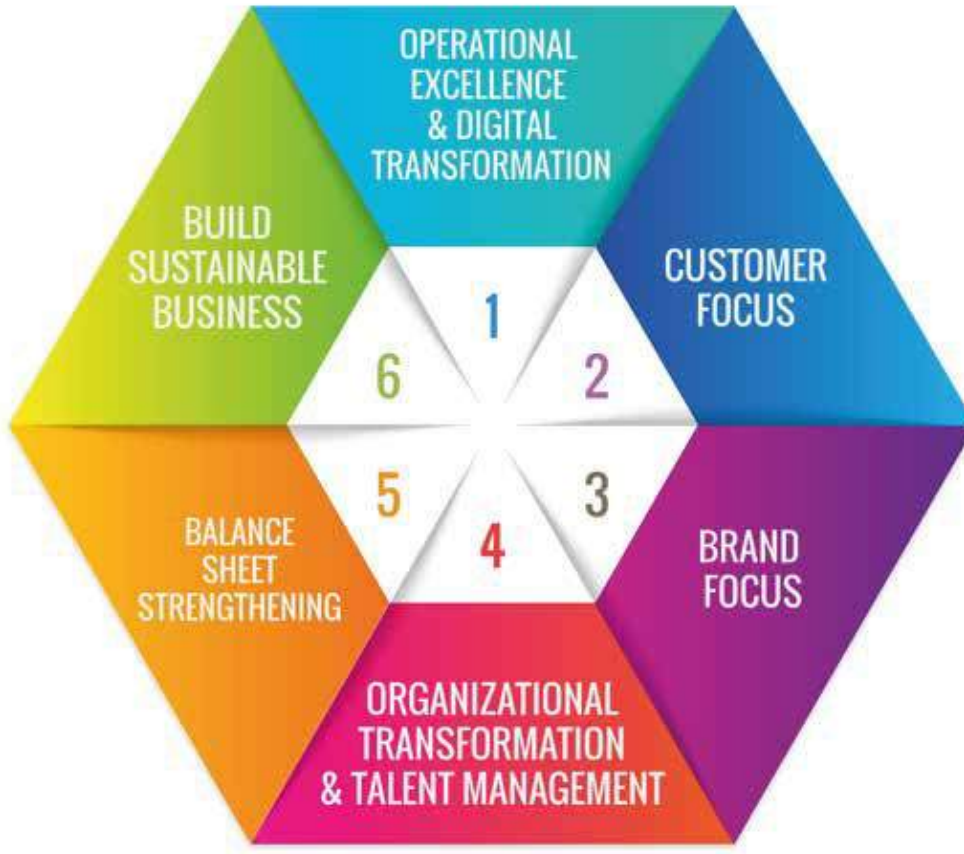 OPERATIONAL
EXCELLENCE
& DIGITAL
TRANSFORMATION
1
CUSTOMER
FOCUS
2
BRAND
FOCUS
3
ORGANIZATIONAL
TRANSFORMATION
& TALENT MANAGEMENT
4
BALANCE
SHEET
STRENGTHENING
5
BUILD
SUSTAINABLE
BUSINESS
6